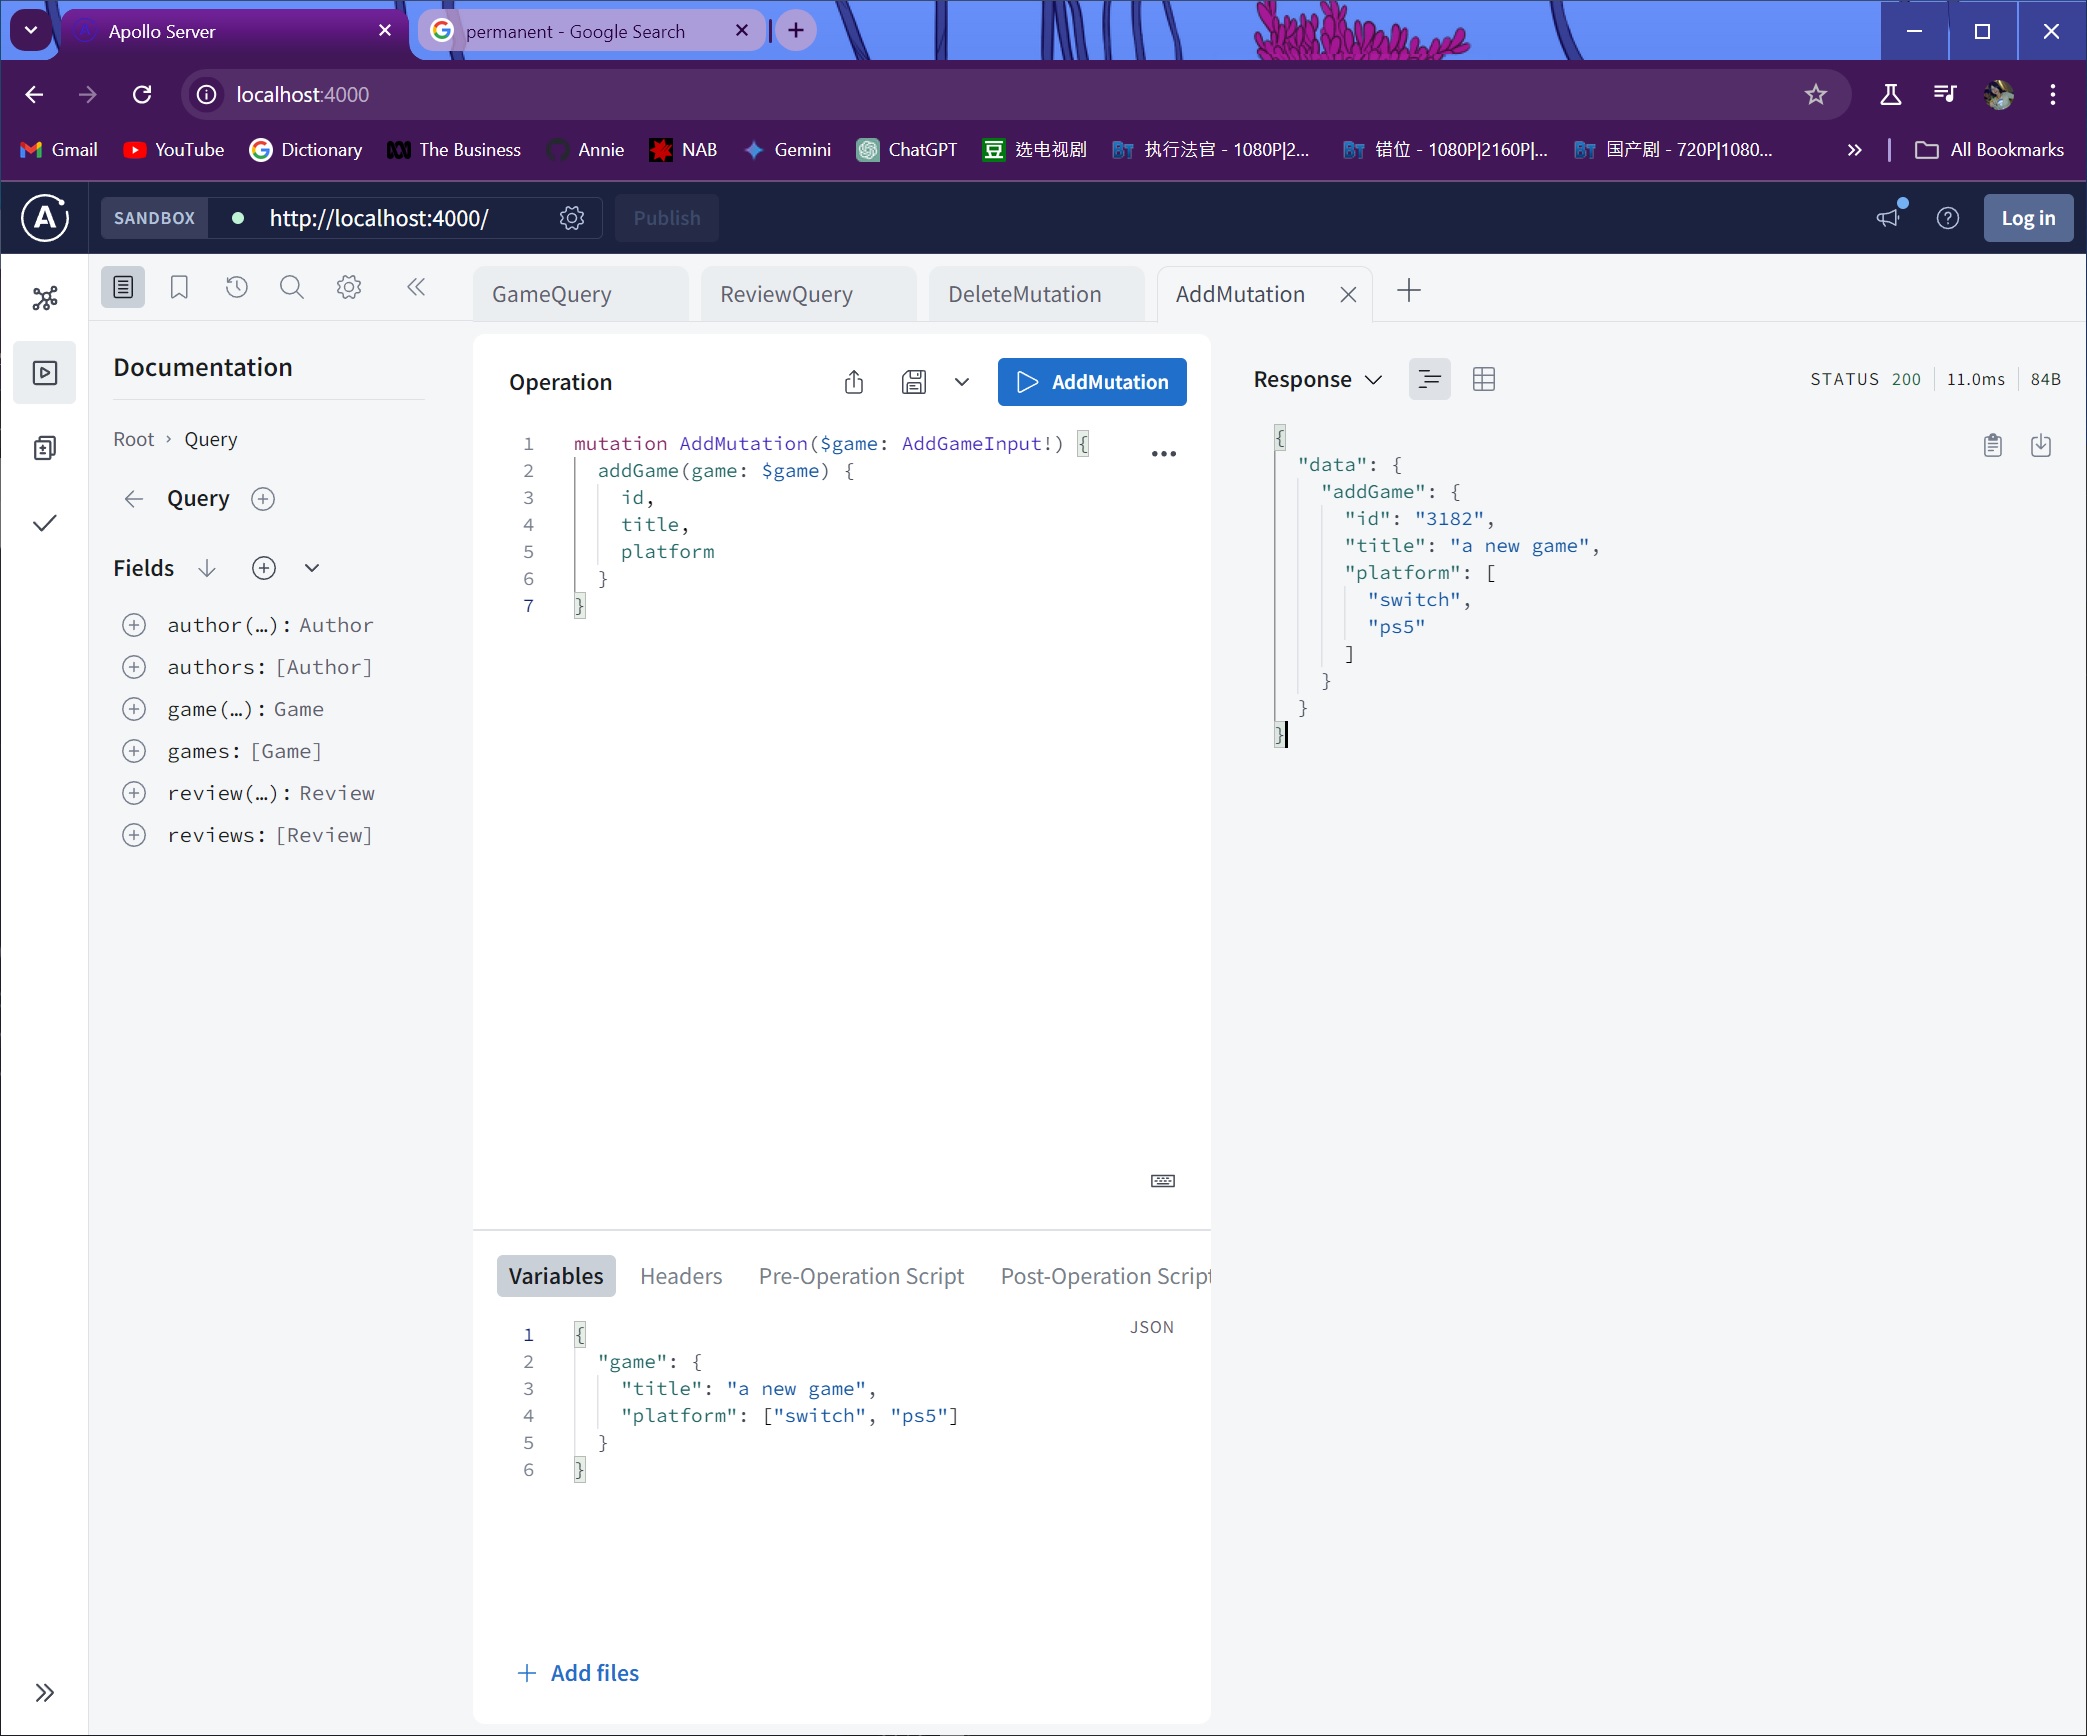 Apollo Server
permanent - Google Search
localhost:4000
Gmail
YouTube
Dictionary
The Business
Annie
NAB
Gemini
ChatGPT
豆 选电视剧
BT 执行法官 - 1080P|2...
BT 错位 - 1080P|2160P|...
BT 国产剧 - 720P|1080...
All Bookmarks
SANDBOX
http://localhost:4000/
Publish
Log in
GameQuery
ReviewQuery
DeleteMutation
AddMutation
Documentation
Root › Query
Query
Fields
author(…): Author
authors: [Author]
game(…): Game
games: [Game]
review(…): Review
reviews: [Review]
Operation
AddMutation
1 mutation AddMutation($game: AddGameInput!) {
2 addGame(game: $game) {
3 id,
4 title,
5 platform
6 }
7 }
Variables
Headers
Pre-Operation Script
Post-Operation Script
JSON
1 {
2 "game": {
3 "title": "a new game",
4 "platform": ["switch", "ps5"]
5 }
6 }
Add files
Response
STATUS 200
11.0ms
84B
{
"data": {
"addGame": {
"id": "3182",
"title": "a new game",
"platform": [
"switch",
"ps5"
]
}
}
}